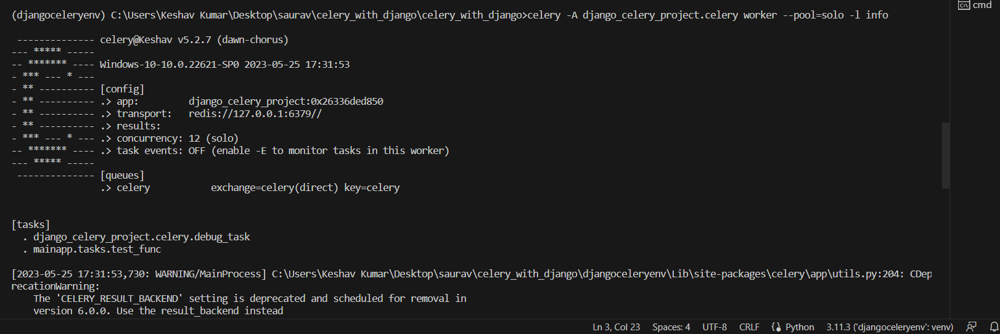 (djangoceleryenv) C:\Users\Keshav Kumar\Desktop\saurav\celery_with_django\celery_with_django>celery -A django_celery_project.celery worker --pool=solo -l info
cmd
 -------------- celery@Keshav v5.2.7 (dawn-chorus)
--- ***** -----
-- ******* ---- Windows-10-10.0.22621-SP0 2023-05-25 17:31:53
- *** --- * ---
- ** ---------- [config]
- ** ---------- .> app:         django_celery_project:0x26336ded850
- ** ---------- .> transport:   redis://127.0.0.1:6379//
- ** ---------- .> results:
- *** --- * --- .> concurrency: 12 (solo)
-- ******* ---- .> task events: OFF (enable -E to monitor tasks in this worker)
--- ***** -----
 -------------- [queues]
                .> celery           exchange=celery(direct) key=celery
[tasks]
  . django_celery_project.celery.debug_task
  . mainapp.tasks.test_func
[2023-05-25 17:31:53,730: WARNING/MainProcess] C:\Users\Keshav Kumar\Desktop\saurav\celery_with_django\djangoceleryenv\Lib\site-packages\celery\app\utils.py:204: CDep
recationWarning:
    The 'CELERY_RESULT_BACKEND' setting is deprecated and scheduled for removal in
    version 6.0.0. Use the result_backend instead
Ln 3, Col 23 Spaces: 4 UTF-8 CRLF Python 3.11.3 ('djangoceleryenv': venv)